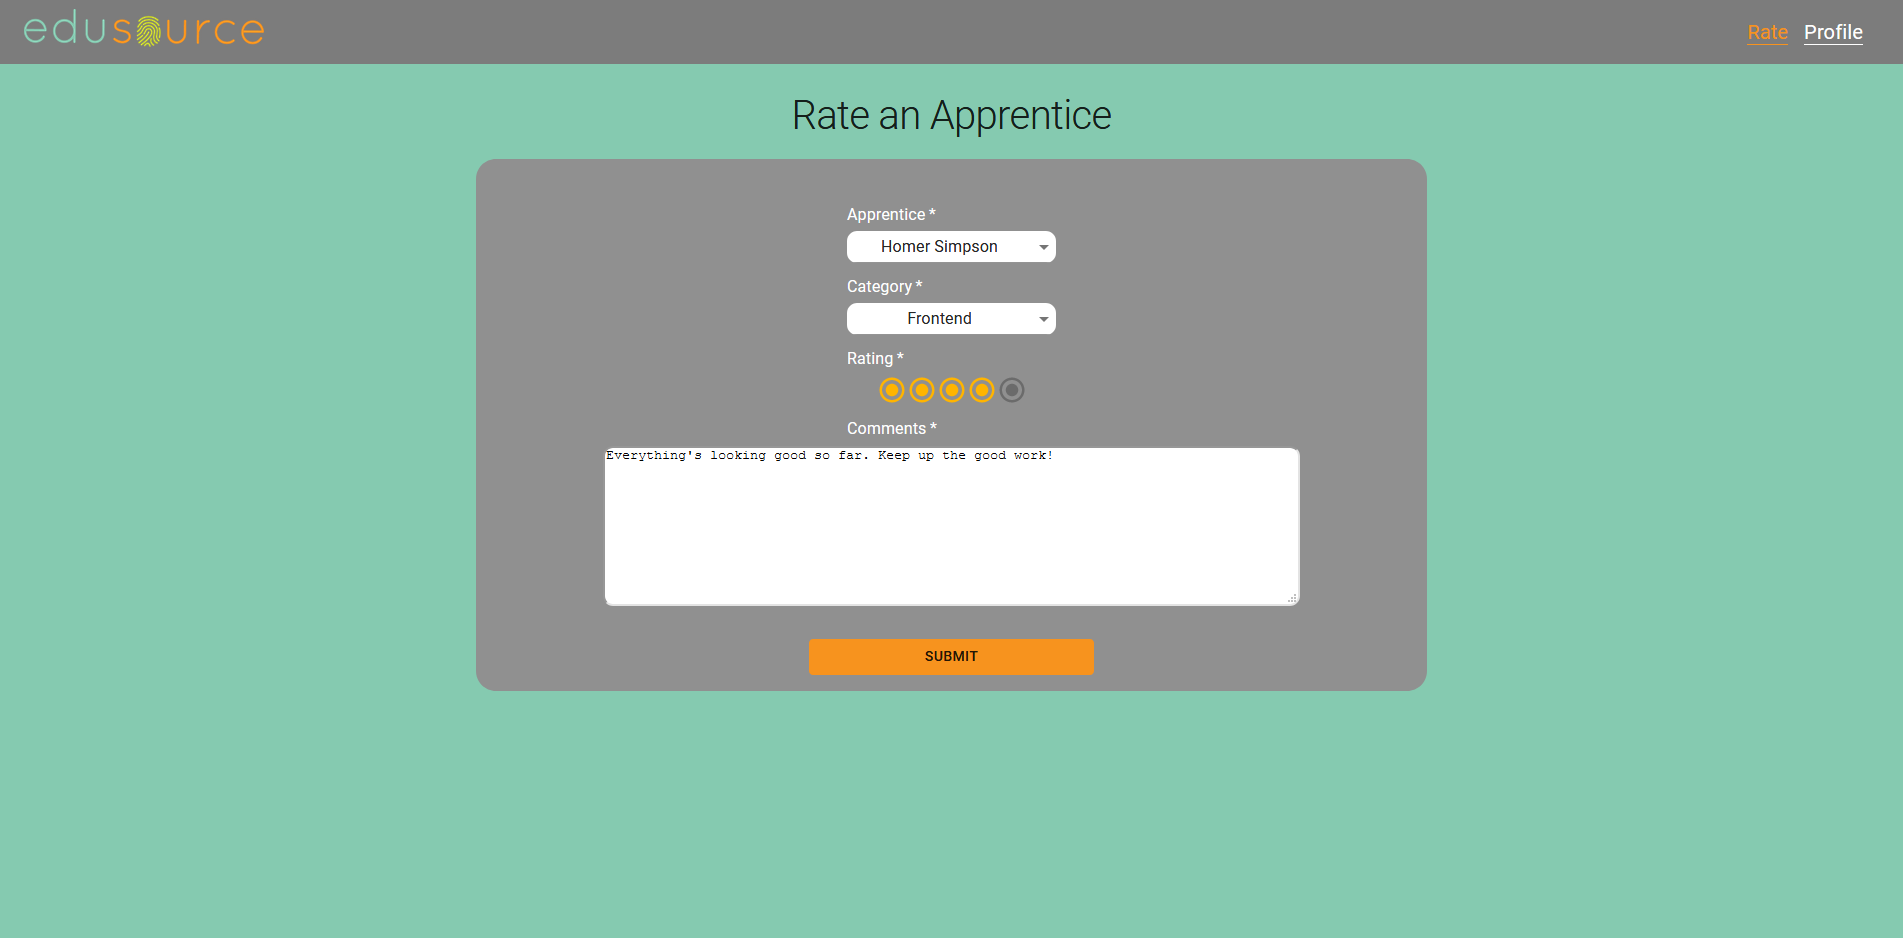 edusource
Rate Profile
Rate an Apprentice
Apprentice *
Homer Simpson
Category *
Frontend
Rating *
Comments *
Everything's looking good so far. Keep up the good work!
SUBMIT